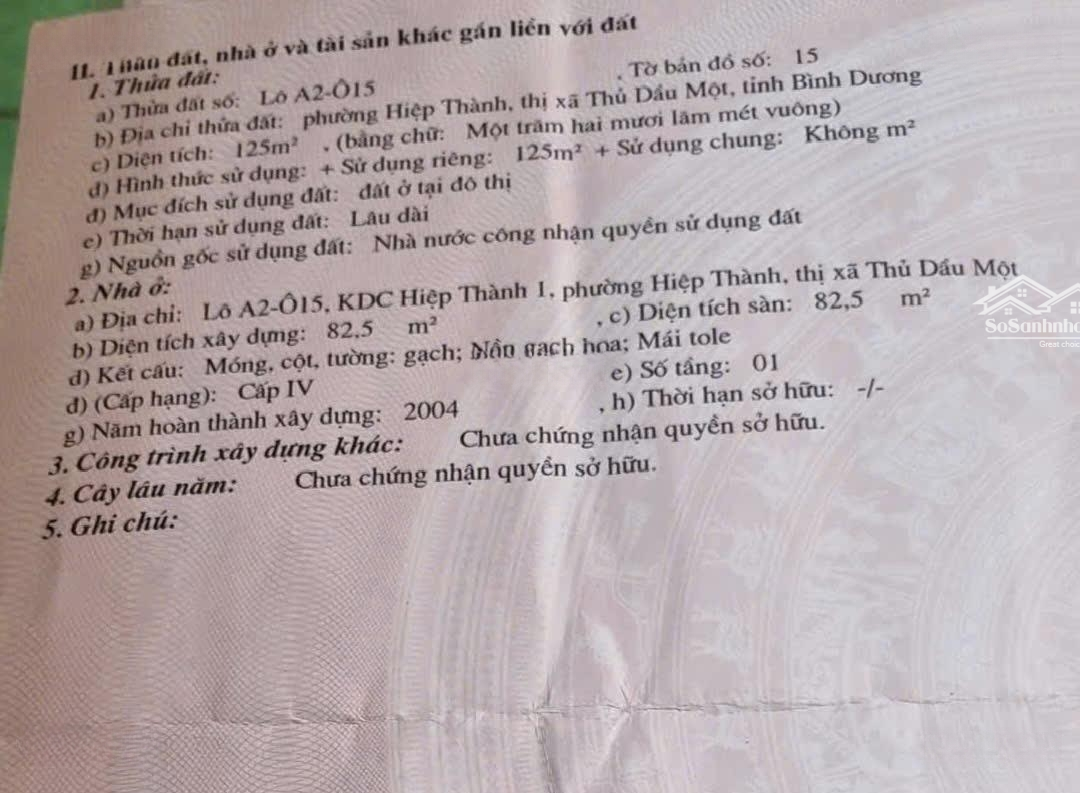 II. Thửa đất, nhà ở và tài sản khác gắn liền với đất
1. Thửa đất:
a) Thửa đất số: Lô A2-Ô15 , Tờ bản đồ số: 15
b) Địa chỉ thửa đất: phường Hiệp Thành, thị xã Thủ Dầu Một, tỉnh Bình Dương
c) Diện tích: 125m² , (bằng chữ: Một trăm hai mươi lăm mét vuông)
d) Hình thức sử dụng: + Sử dụng riêng: 125m² + Sử dụng chung: Không m²
đ) Mục đích sử dụng đất: đất ở tại đô thị
e) Thời hạn sử dụng đất: Lâu dài
g) Nguồn gốc sử dụng đất: Nhà nước công nhận quyền sử dụng đất
2. Nhà ở:
a) Địa chỉ: Lô A2-Ô15, KDC Hiệp Thành 1, phường Hiệp Thành, thị xã Thủ Dầu Một
b) Diện tích xây dựng: 82,5 m² , c) Diện tích sàn: 82,5 m²
d) Kết cấu: Móng, cột, tường: gạch; Nền gạch hoa; Mái tole
đ) (Cấp hạng): Cấp IV e) Số tầng: 01
g) Năm hoàn thành xây dựng: 2004 , h) Thời hạn sở hữu: -/-
3. Công trình xây dựng khác: Chưa chứng nhận quyền sở hữu.
4. Cây lâu năm: Chưa chứng nhận quyền sở hữu.
5. Ghi chú:
SoSanhnh
Great choic